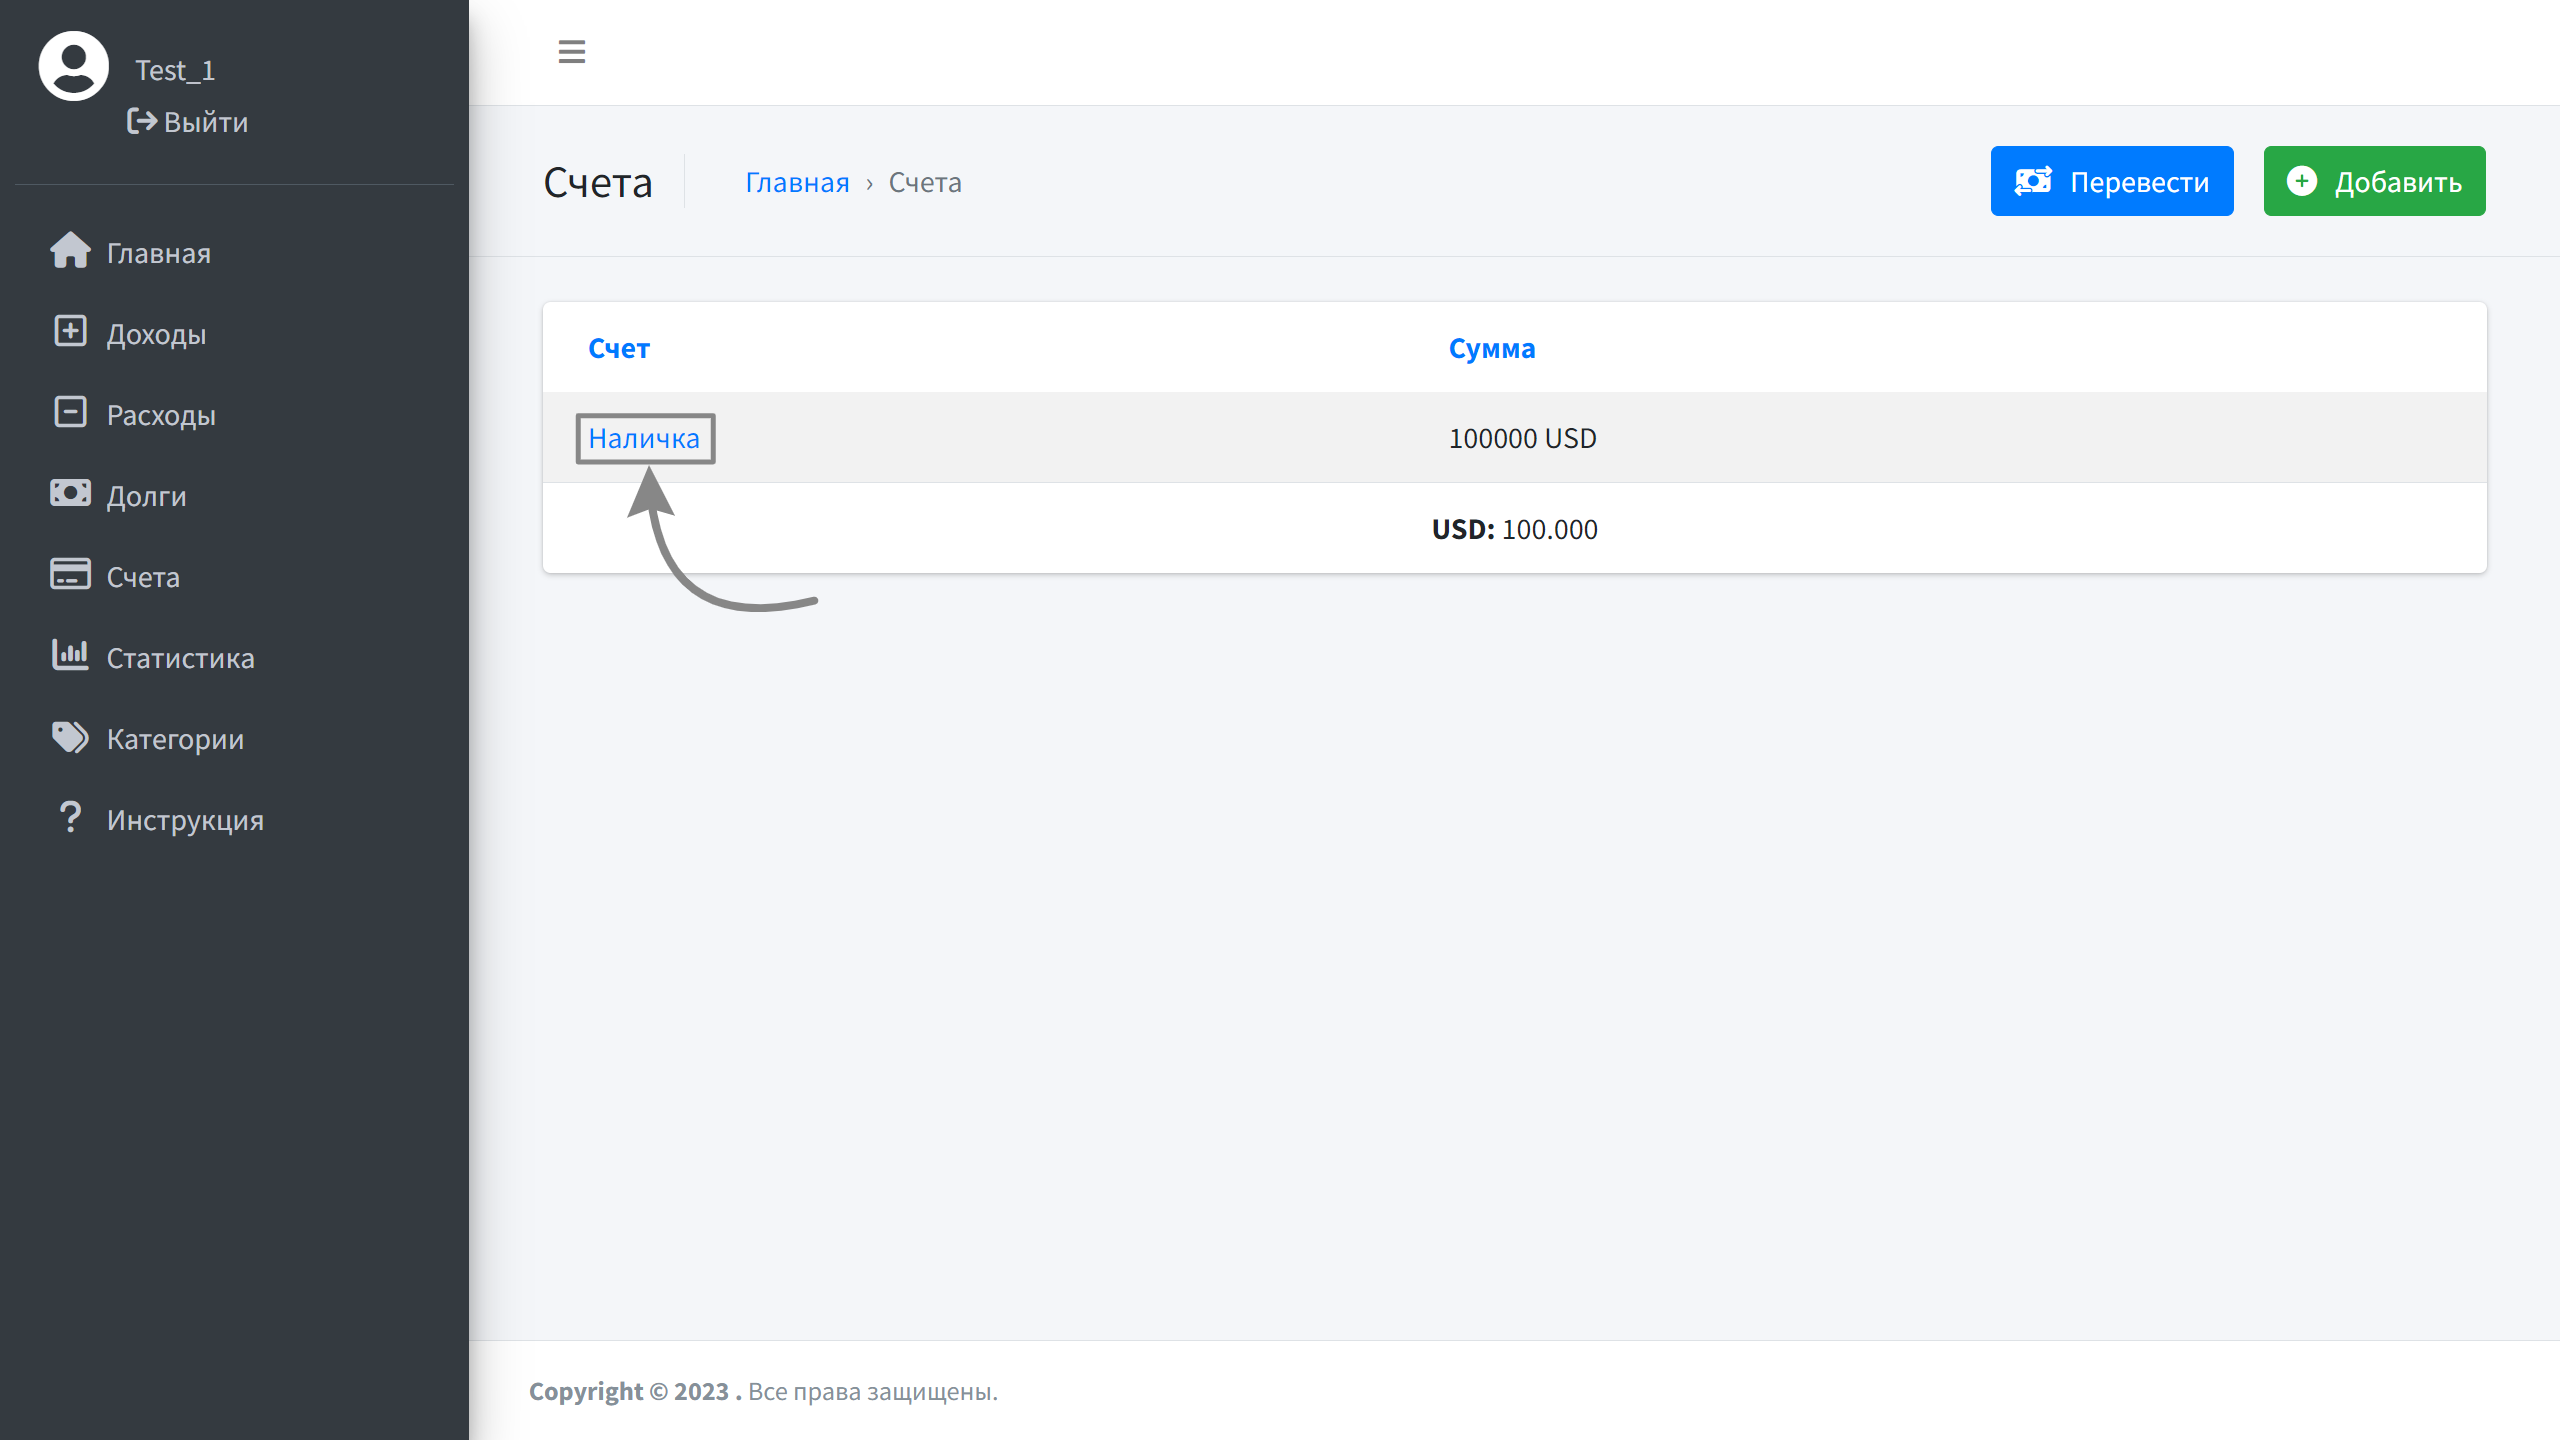 Test_1
Выйти
Главная
Доходы
Расходы
Долги
Счета
Статистика
Категории
Инструкция
Счета
Главная › Счета
Перевести
Добавить
Счет Сумма
Наличка 100000 USD
USD: 100.000
Copyright © 2023 . Все права защищены.